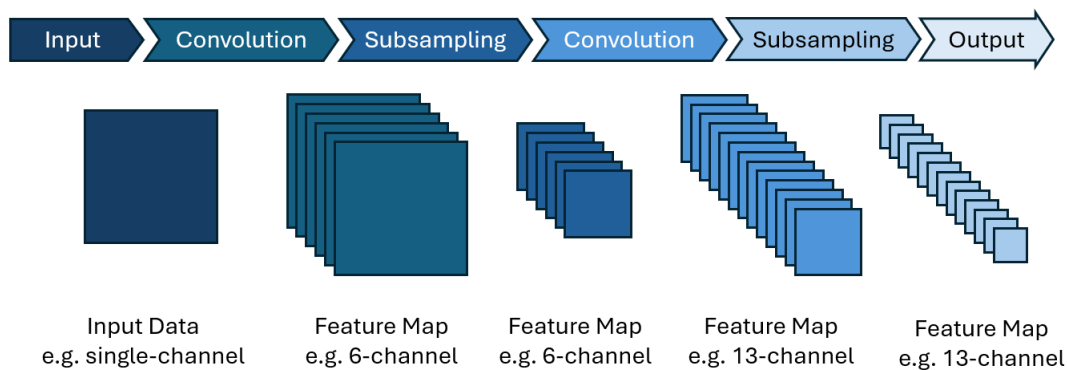 Input
Convolution
Subsampling
Convolution
Subsampling
Output
Input Data
e.g. single-channel
Feature Map
e.g. 6-channel
Feature Map
e.g. 6-channel
Feature Map
e.g. 13-channel
Feature Map
e.g. 13-channel